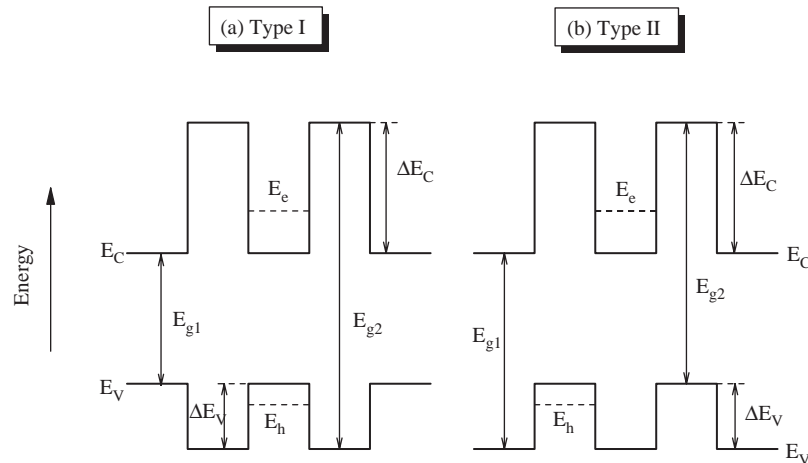 (a) Type I
(b) Type II
Energy
E_C
E_V
E_g1
E_e
E_h
ΔE_V
E_g2
ΔE_C
E_g1
E_e
E_h
E_g2
ΔE_C
ΔE_V
E_C
E_V